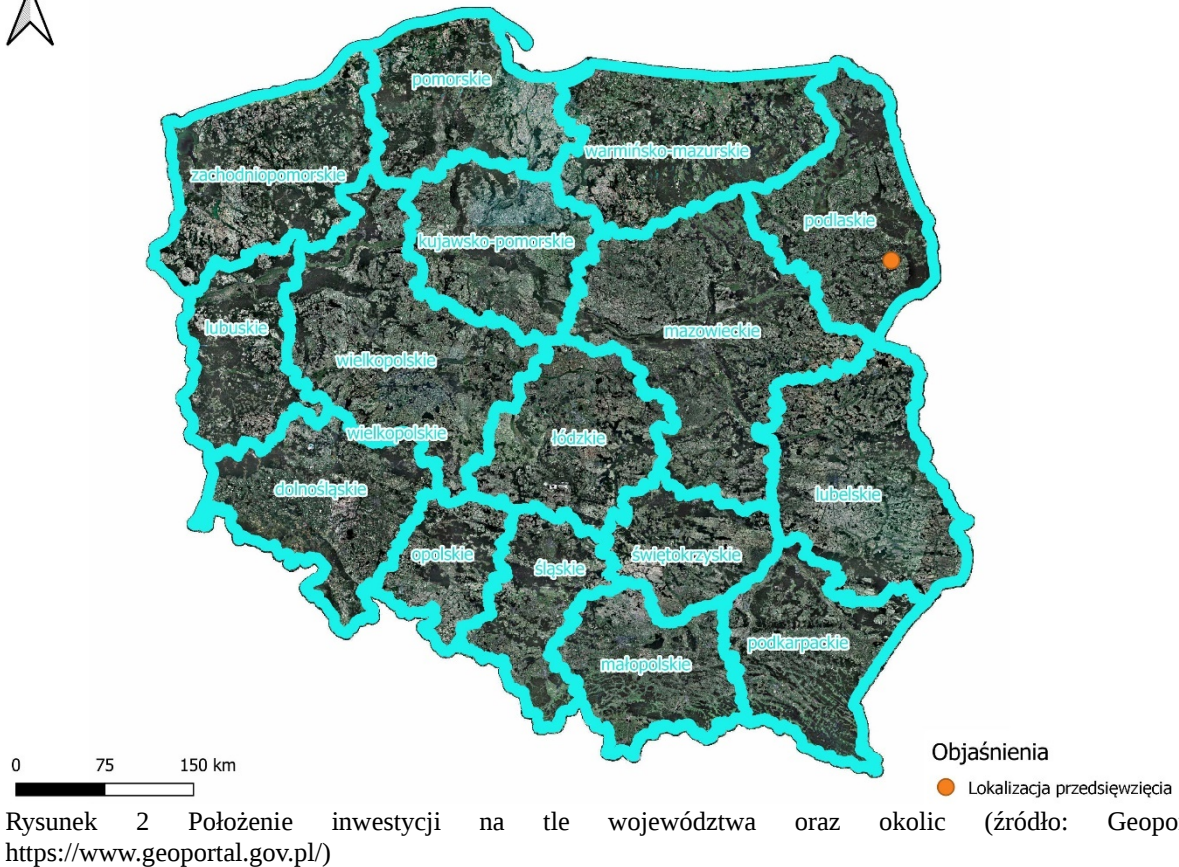 pomorskie
warmińsko-mazurskie
zachodniopomorskie
podlaskie
kujawsko-pomorskie
lubuskie
mazowieckie
wielkopolskie
wielkopolskie
łódzkie
dolnośląskie
lubelskie
opolskie
śląskie
świętokrzyskie
podkarpackie
małopolskie
Objaśnienia
0 75 150 km
Lokalizacja przedsięwzięcia
Rysunek 2 Położenie inwestycji na tle województwa oraz okolic (źródło: Geopo
https://www.geoportal.gov.pl/)